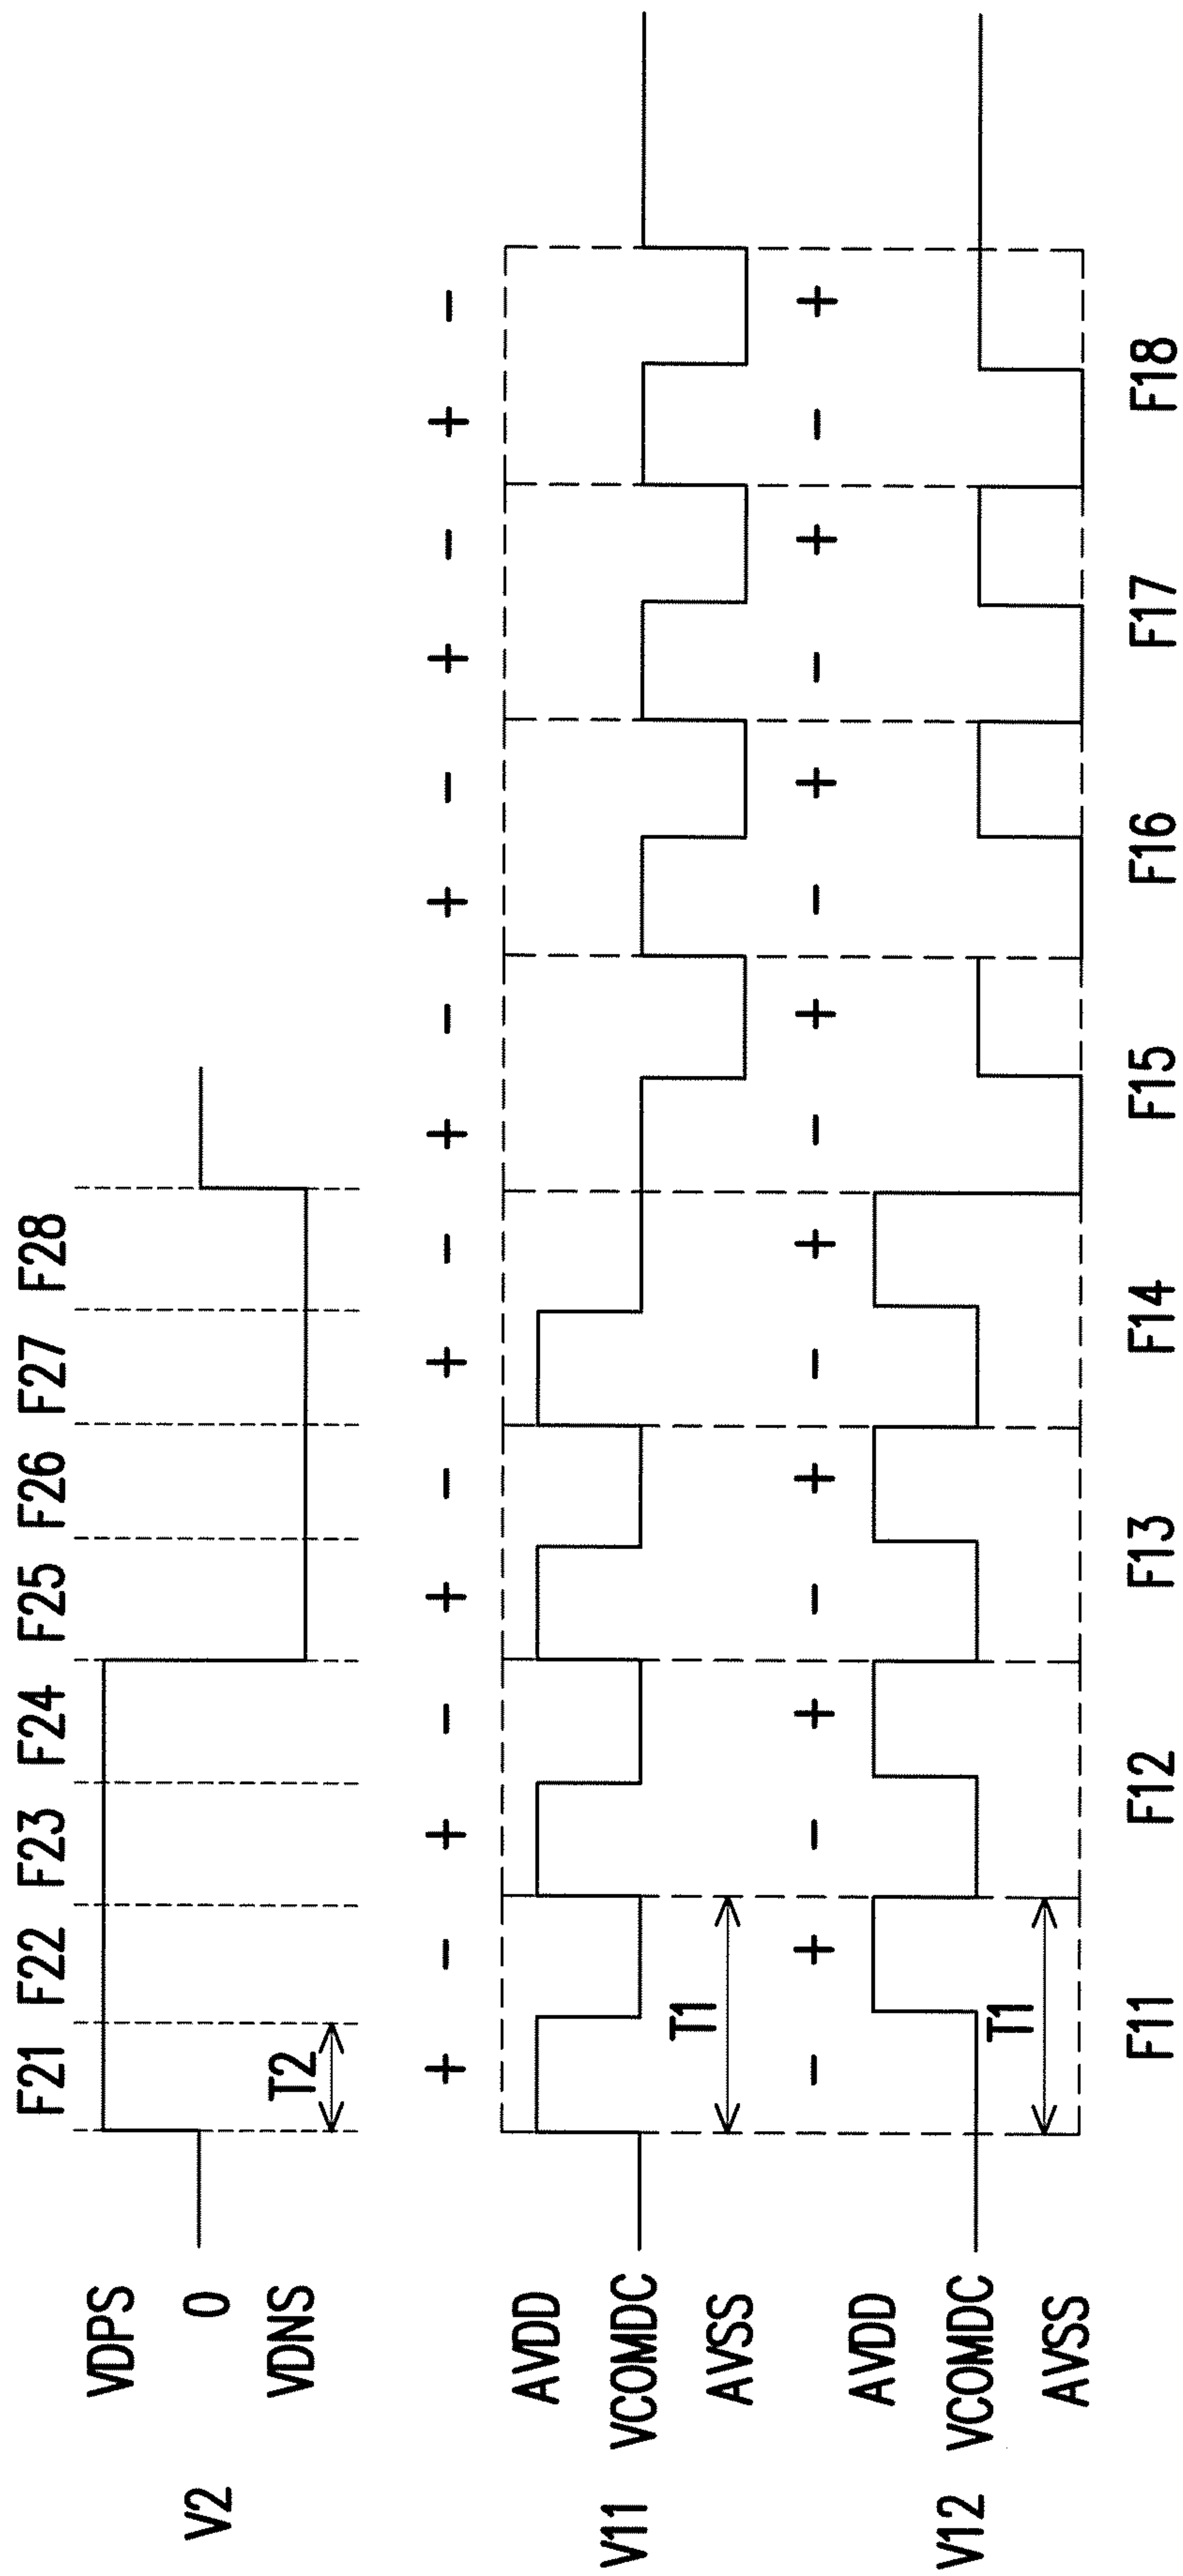 F21 F22 F23 F24 F25 F26 F27 F28
VDPS
V2 0
VDNS
T2
+ - + - + - + - + - + - + - + -
AVDD
V11 VCOMDC
AVSS
T1
- + - + - + - + - + - + - + - +
AVDD
V12 VCOMDC
AVSS
T1
F11 F12 F13 F14 F15 F16 F17 F18